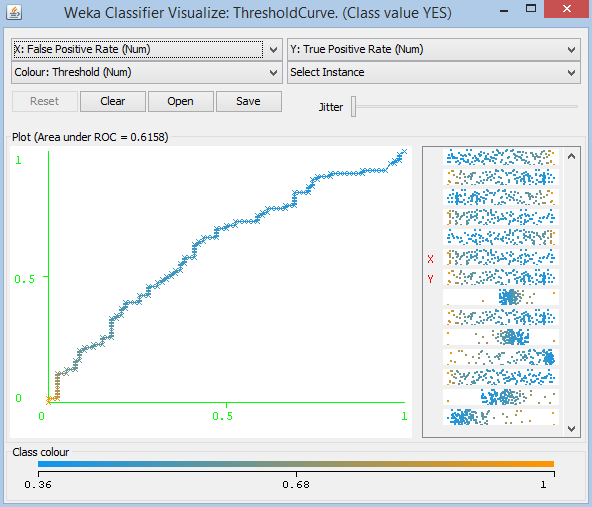 Weka Classifier Visualize: ThresholdCurve. (Class value YES)
X: False Positive Rate (Num)
Y: True Positive Rate (Num)
Colour: Threshold (Num)
Select Instance
Reset
Clear
Open
Save
Jitter
Plot (Area under ROC = 0.6158)
1
0.5
0
0
0.5
1
X
Y
Class colour
0.36
0.68
1